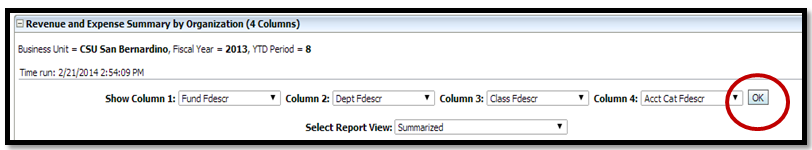 Revenue and Expense Summary by Organization (4 Columns)
Business Unit = CSU San Bernardino, Fiscal Year = 2013, YTD Period = 8
Time run: 2/21/2014 2:54:09 PM
Show Column 1: Fund Fdescr Column 2: Dept Fdescr Column 3: Class Fdescr Column 4: Acct Cat Fdescr OK
Select Report View: Summarized